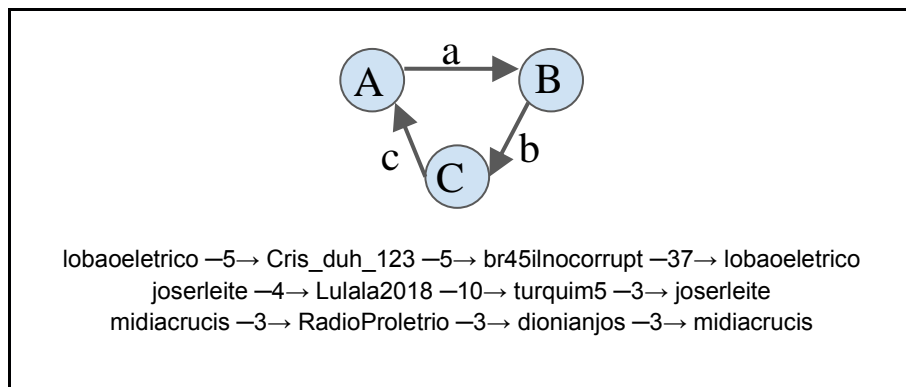 a
A B
c b
C
lobaoeletrico —5→ Cris_duh_123 —5→ br45ilnocorrupt —37→ lobaoeletrico
joserleite —4→ Lulala2018 —10→ turquim5 —3→ joserleite
midiacrucis —3→ RadioProletrio —3→ dionianjos —3→ midiacrucis